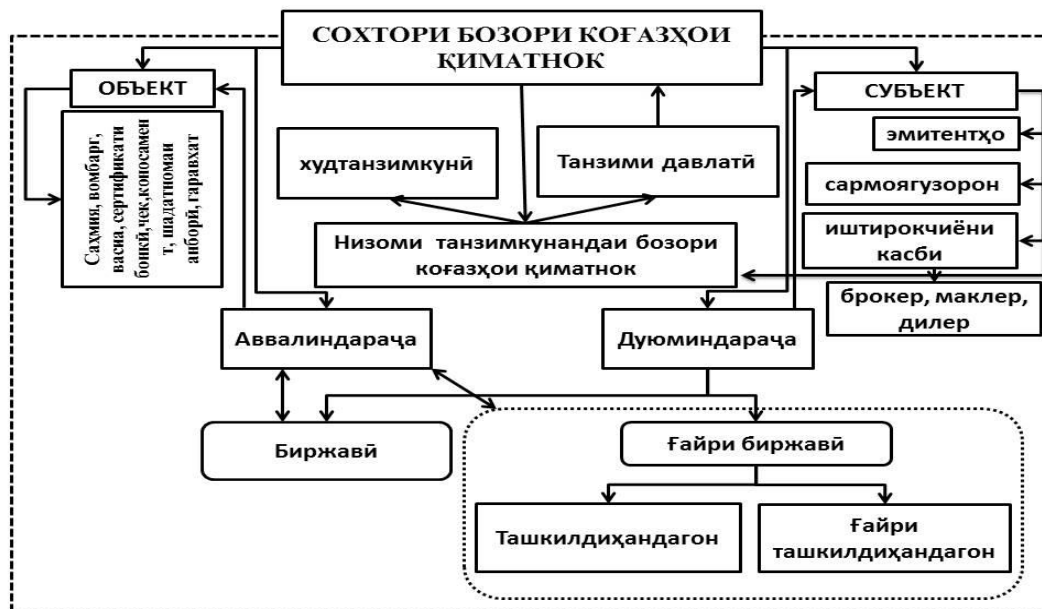 СОХТОРИ БОЗОРИ КОҒАЗҲОИ
ҚИМАТНОК
ОБЪЕКТ
СУБЪЕКТ
Саҳмия, вомбарг,
васиа, сертификати
бонкӣ,чек,коносамен
т, шадатномаи
анборӣ, гаравхат
худтанзимкунӣ
Танзими давлатӣ
эмитентҳо
сармоягузорон
иштирокчиёни
касби
брокер, маклер,
дилер
Низоми танзимкунандаи бозори
коғазҳои қиматнок
Аввалиндараҷа
Дуюминдараҷа
Биржавӣ
Ғайри биржавӣ
Ташкилдиҳандагон
Ғайри
ташкилдиҳандагон